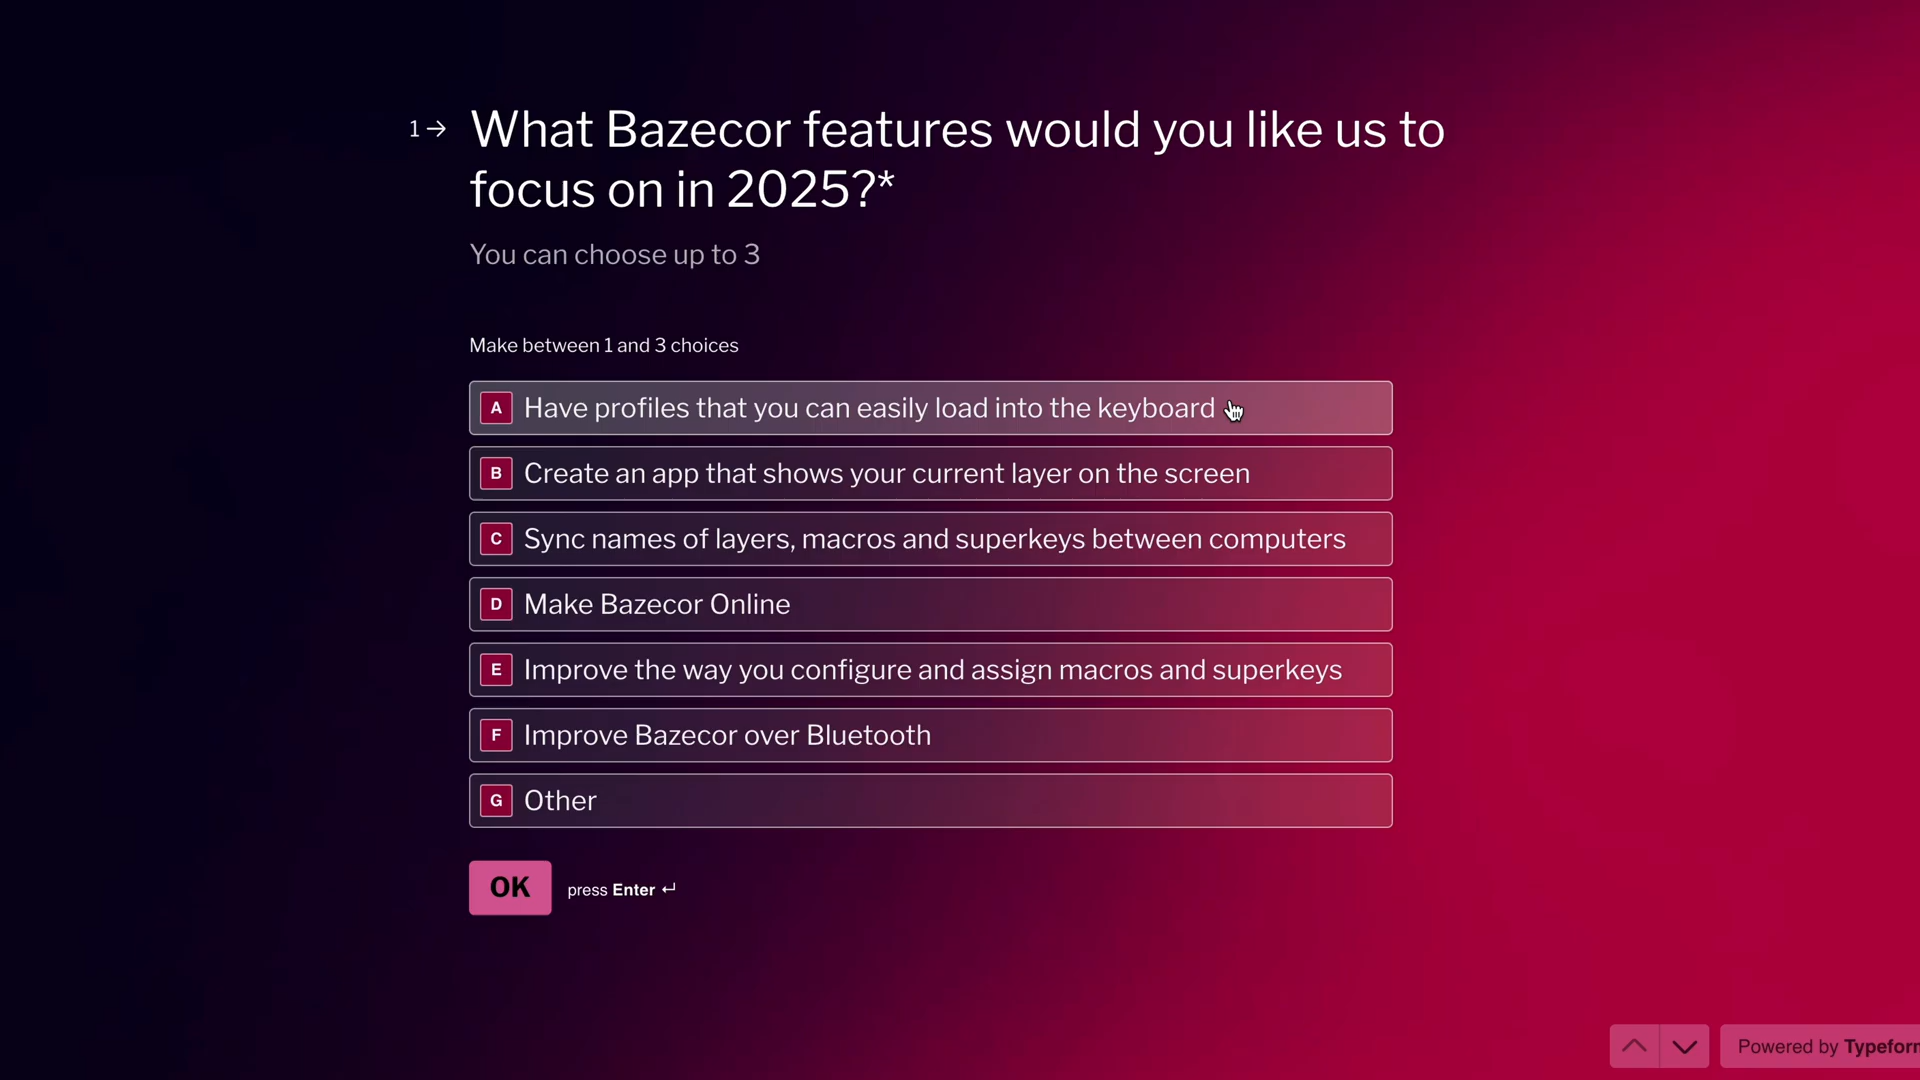 1 → What Bazecor features would you like us to
focus on in 2025?*
You can choose up to 3
Make between 1 and 3 choices
A Have profiles that you can easily load into the keyboard
B Create an app that shows your current layer on the screen
C Sync names of layers, macros and superkeys between computers
D Make Bazecor Online
E Improve the way you configure and assign macros and superkeys
F Improve Bazecor over Bluetooth
G Other
OK press Enter ↵
Powered by Typeform